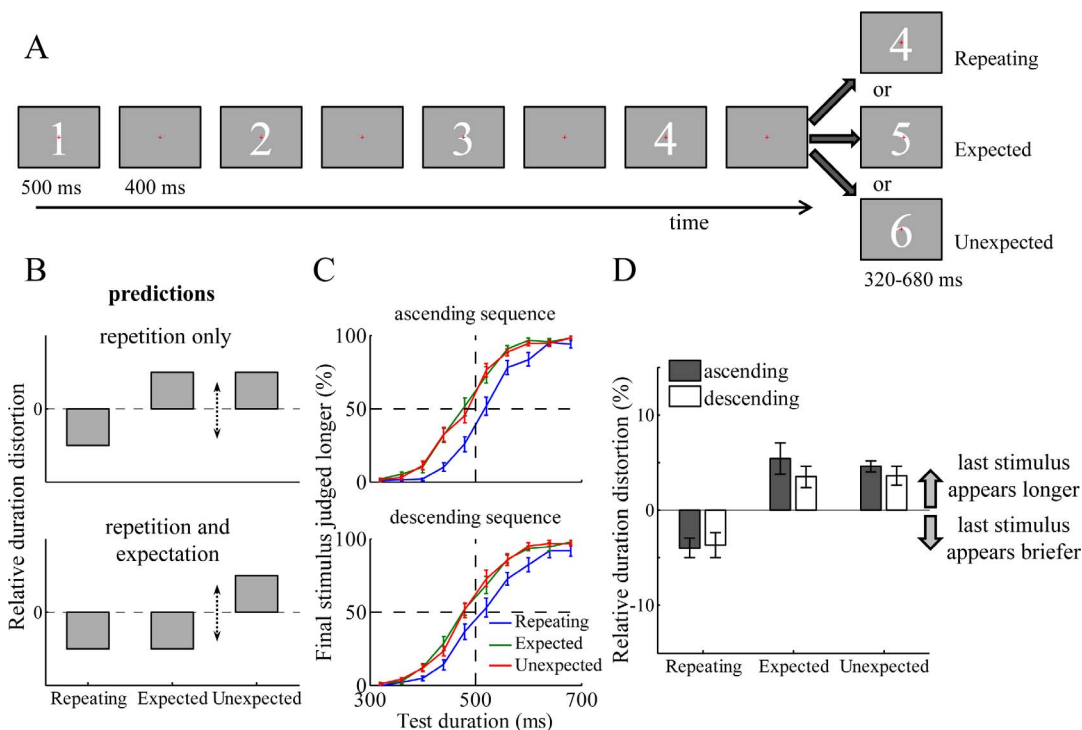 A
1
2
3
4
4
Repeating
or
5
Expected
or
6
Unexpected
500 ms
400 ms
time
320-680 ms
B
predictions
repetition only
0
repetition and
expectation
0
Relative duration distortion
Repeating
Expected
Unexpected
C
ascending sequence
100
50
0
descending sequence
100
50
0
Final stimulus judged longer (%)
Repeating
Expected
Unexpected
300
500
700
Test duration (ms)
D
ascending
descending
10
0
-10
Relative duration distortion (%)
last stimulus
appears longer
last stimulus
appears briefer
Repeating
Expected
Unexpected